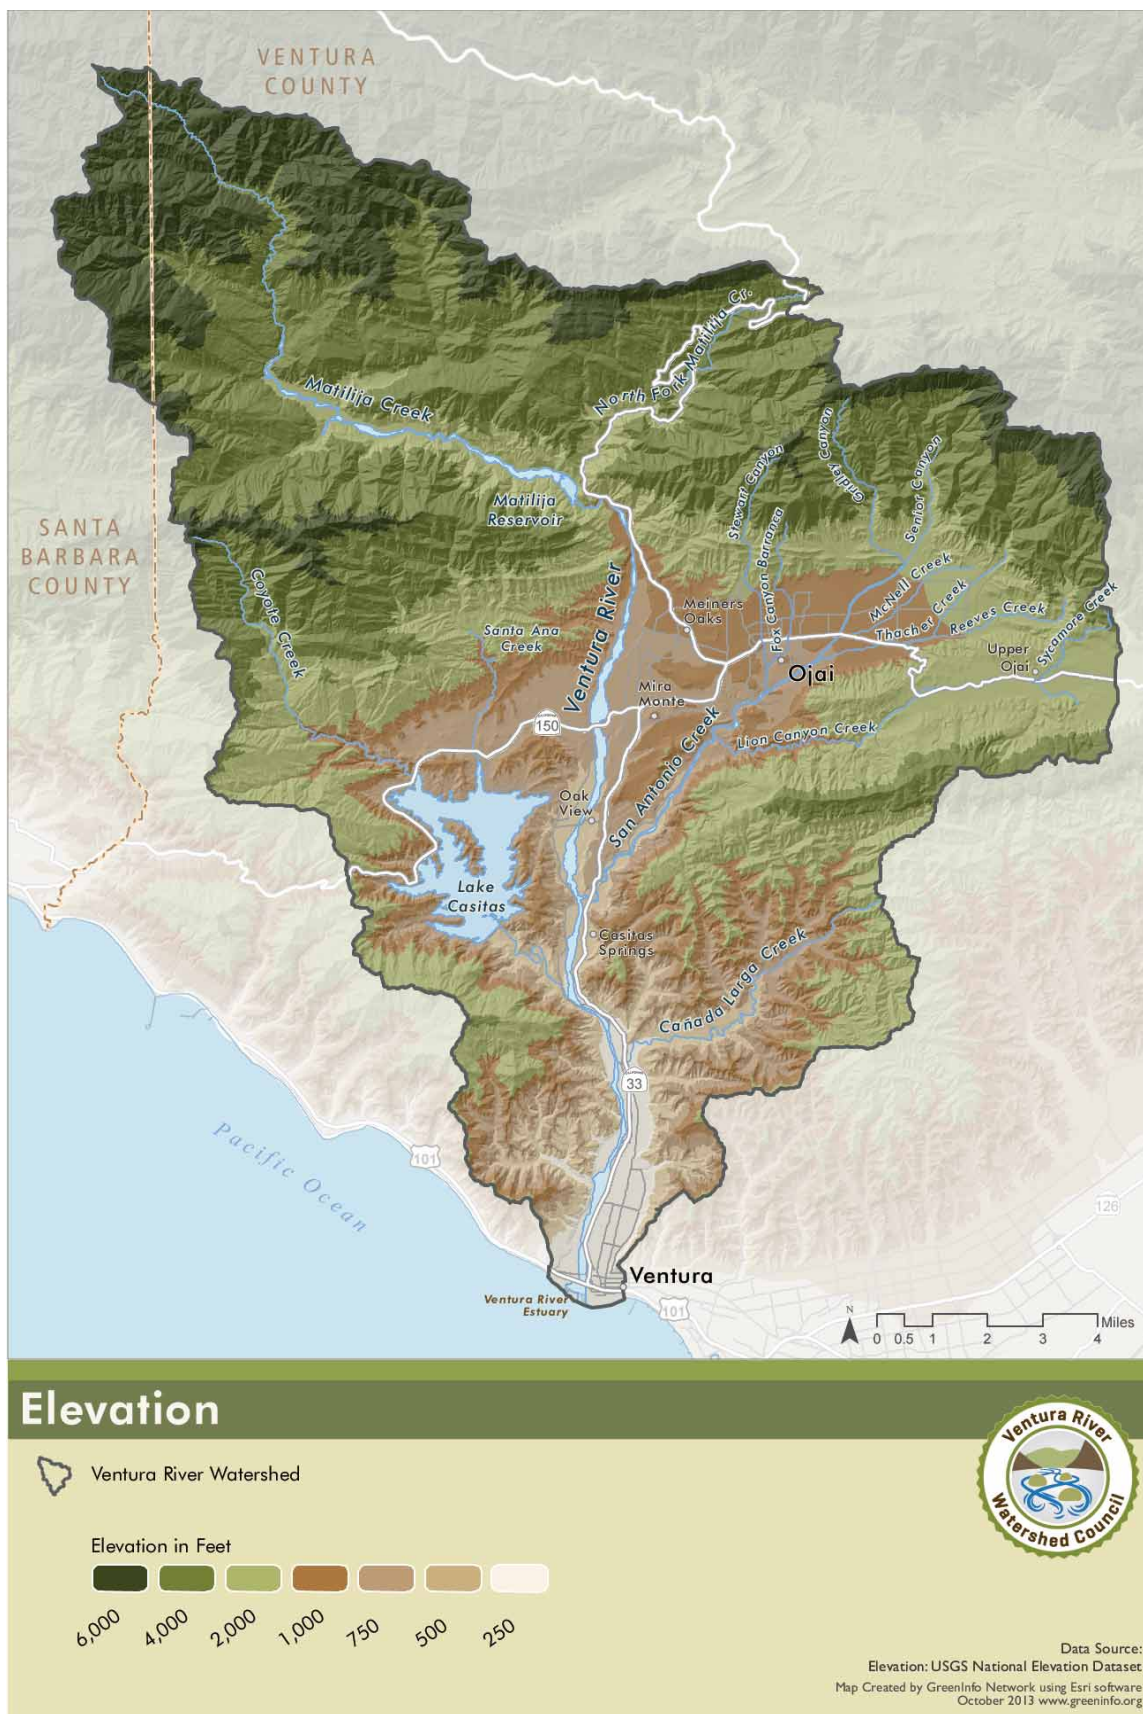 VENTURA
COUNTY
North Fork Matilija Cr.
Matilija Creek
Gridley Canyon
Senior Canyon
Stewart Canyon
Matilija
Reservoir
Fox Canyon Barranca
SANTA
BARBARA
COUNTY
Coyote Creek
Ventura River
McNell Creek
Thacher Creek
Reeves Creek
Sycamore Creek
Meiners
Oaks
Santa Ana
Creek
Upper
Ojai
Ojai
Mira
Monte
150
San Antonio Creek
Lion Canyon Creek
Oak
View
Lake
Casitas
Casitas
Springs
Cañada Larga Creek
33
Pacific Ocean
101
126
Ventura
Ventura River
Estuary
101
N
0 0.5 1 2 3 4 Miles
Elevation
Ventura River
Watershed Council
Ventura River Watershed
Elevation in Feet
6,000 4,000 2,000 1,000 750 500 250
Data Source:
Elevation: USGS National Elevation Dataset
Map Created by GreenInfo Network using Esri software
October 2013 www.greeninfo.org